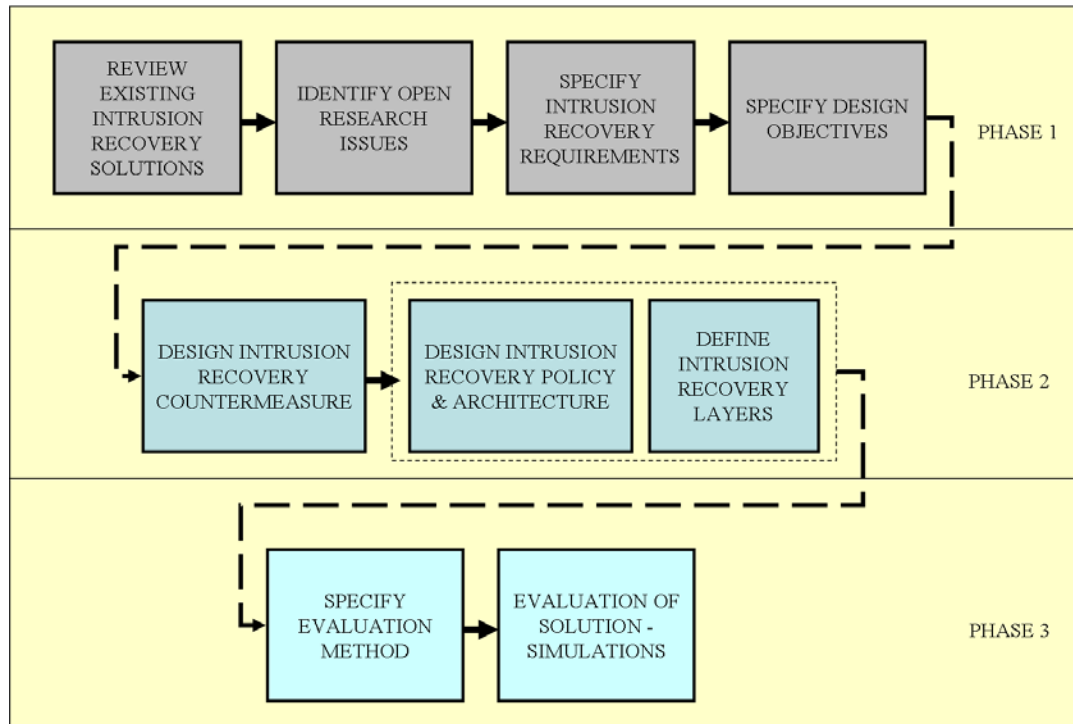 REVIEW
EXISTING
INTRUSION
RECOVERY
SOLUTIONS
IDENTIFY OPEN
RESEARCH
ISSUES
SPECIFY
INTRUSION
RECOVERY
REQUIREMENTS
SPECIFY DESIGN
OBJECTIVES
PHASE 1
DESIGN INTRUSION
RECOVERY
COUNTERMEASURE
DESIGN INTRUSION
RECOVERY POLICY
& ARCHITECTURE
DEFINE
INTRUSION
RECOVERY
LAYERS
PHASE 2
SPECIFY
EVALUATION
METHOD
EVALUATION OF
SOLUTION -
SIMULATIONS
PHASE 3